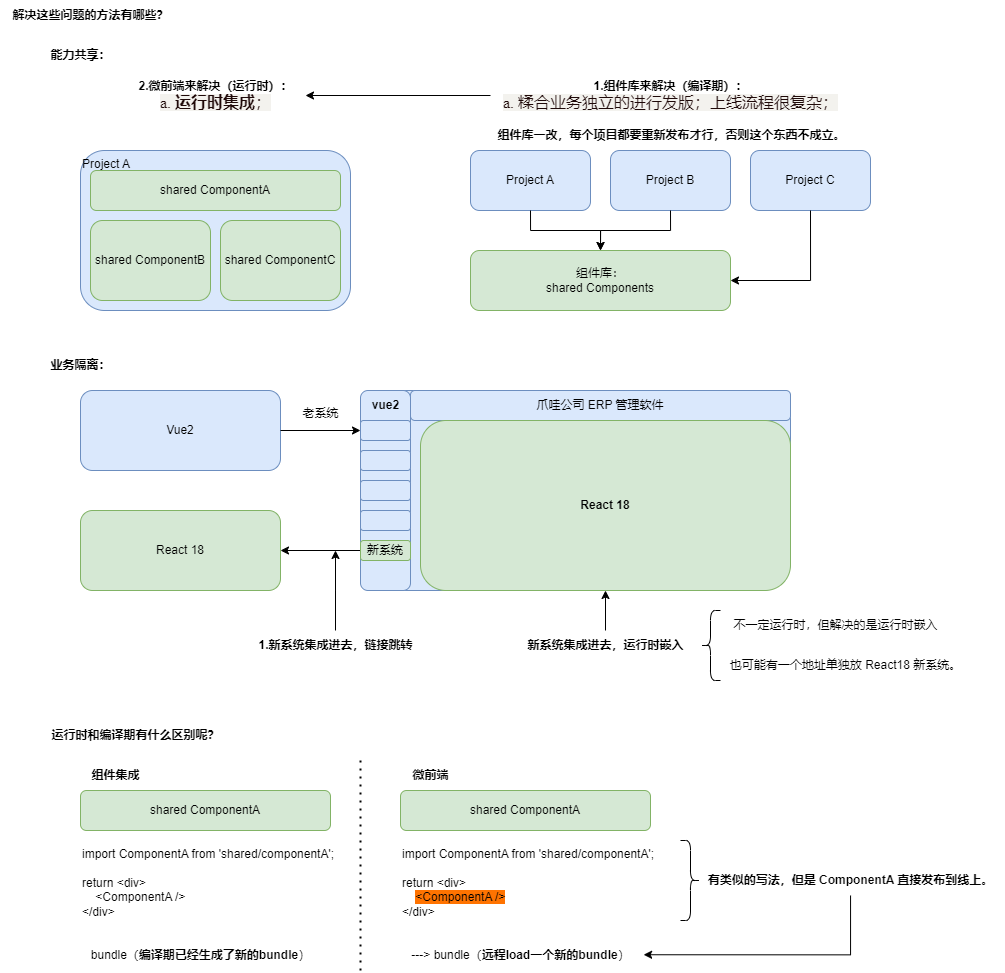 解决这些问题的方法有哪些?
能力共享:
2.微前端来解决（运行时）:
a. 运行时集成；
1.组件库来解决（编译期）:
a. 糅合业务独立的进行发版；上线流程很复杂；
组件库一改，每个项目都要重新发布才行，否则这个东西不成立。
Project A
shared ComponentA
shared ComponentB
shared ComponentC
Project A
Project B
Project C
组件库:
shared Components
业务隔离:
Vue2
老系统
vue2
爪哇公司 ERP 管理软件
React 18
React 18
新系统
1.新系统集成进去，链接跳转
新系统集成进去，运行时嵌入
不一定运行时，但解决的是运行时嵌入
也可能有一个地址单独放 React18 新系统。
运行时和编译期有什么区别呢?
组件集成
shared ComponentA
import ComponentA from 'shared/componentA';
return <div>
<ComponentA />
</div>
bundle（编译期已经生成了新的bundle）
微前端
shared ComponentA
import ComponentA from 'shared/componentA';
return <div>
<ComponentA />
</div>
---> bundle（远程load一个新的bundle）
有类似的写法，但是 ComponentA 直接发布到线上。